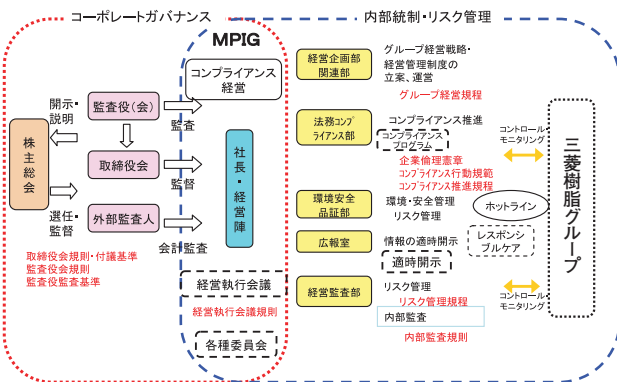 コーポレートガバナンス
内部統制・リスク管理
MPIG
コンプライアンス
経営
開示・
説明
監査役(会)
監査
株主総会
取締役会
監督
社長・経営陣
選任・
監督
外部監査人
会計監査
取締役会規則・付議基準
監査役会規則
監査役監査基準
経営執行会議
経営執行会議規則
各種委員会
経営企画部
関連部
グループ経営戦略・
経営管理制度の
立案、運営
グループ経営規程
法務コンプ
ライアンス部
コンプライアンス推進
コンプライアンス
プログラム
企業倫理憲章
コンプライアンス行動規範
コンプライアンス推進規程
環境安全
品証部
環境・安全管理
リスク管理
広報室
情報の適時開示
適時開示
経営監査部
リスク管理
リスク管理規程
内部監査
内部監査規則
コントロール・
モニタリング
ホットライン
レスポンシ
ブルケア
コントロール・
モニタリング
三菱樹脂グループ